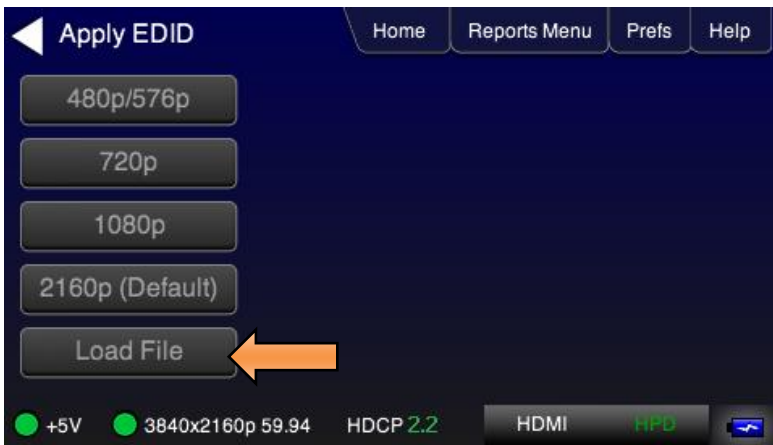 Apply EDID Home Reports Menu Prefs Help
480p/576p
720p
1080p
2160p (Default)
Load File
+5V 3840x2160p 59.94 HDCP 2.2 HDMI HPD